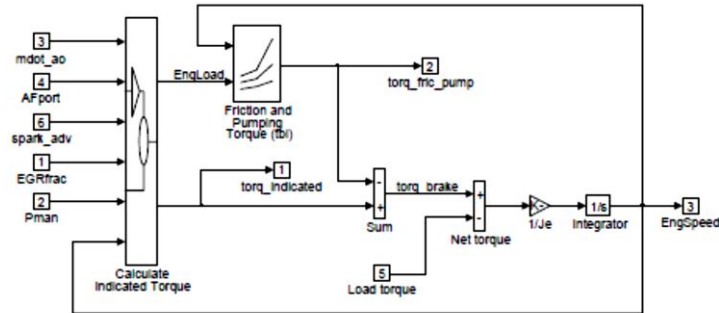 3
mdot_ao
4
AFport
6
spark_adv
1
EGRfrac
2
Pman
Calculate
Indicated Torque
EngLoad
Friction and
Pumping
Torque (tbl)
2
torq_fric_pump
1
torq_indicated
-
+
Sum
torq_brake
+
-
Net torque
5
Load torque
K-
1/Je
1/s
Integrator
3
EngSpeed